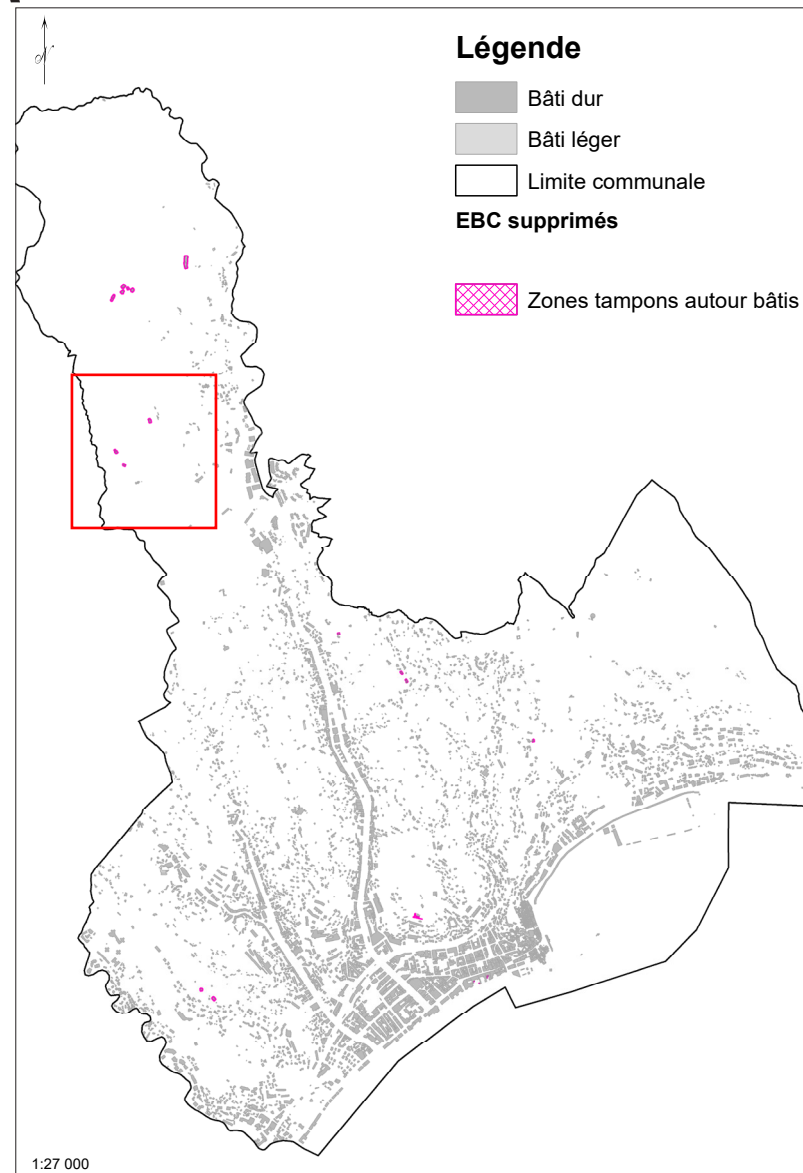 N
Légende
Bâti dur
Bâti léger
Limite communale
EBC supprimés
Zones tampons autour bâtis
1:27 000